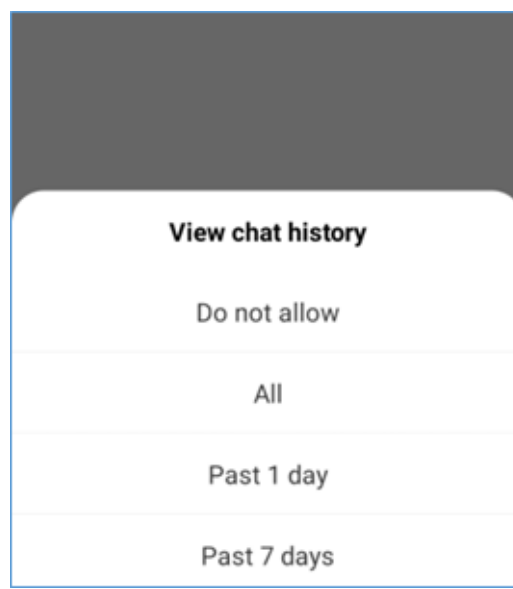 View chat history
Do not allow
All
Past 1 day
Past 7 days